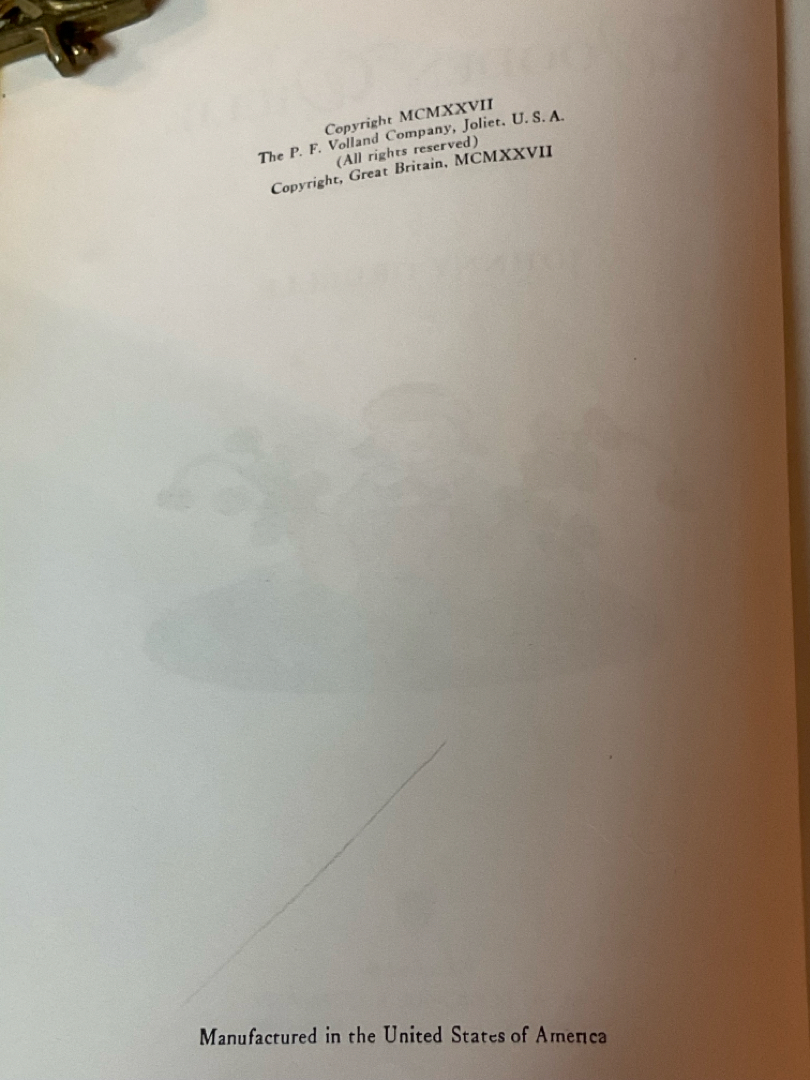 Copyright MCMXXVII
The P. F. Volland Company, Joliet, U. S. A.
(All rights reserved)
Copyright, Great Britain, MCMXXVII
Manufactured in the United States of America